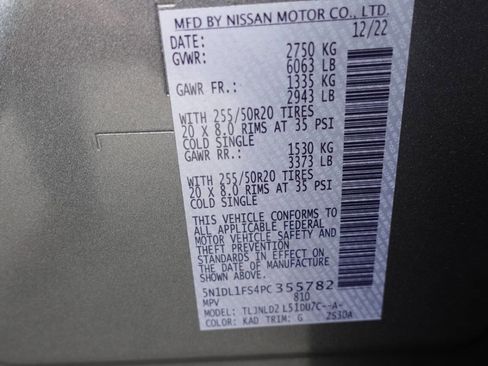 MFD BY NISSAN MOTOR CO., LTD.
DATE: 12/22
GVWR: 2750 KG
6063 LB
GAWR FR.: 1335 KG
2943 LB
WITH 255/50R20 TIRES
20 X 8.0 RIMS AT 35 PSI
COLD SINGLE
GAWR RR.: 1530 KG
3373 LB
WITH 255/50R20 TIRES
20 X 8.0 RIMS AT 35 PSI
COLD SINGLE
THIS VEHICLE CONFORMS TO
ALL APPLICABLE FEDERAL
MOTOR VEHICLE SAFETY AND
THEFT PREVENTION
STANDARDS IN EFFECT ON
THE DATE OF MANUFACTURE
SHOWN ABOVE.
5N1DL1FS4PC355782
MPV 810
MODEL: TLJNLD2 L51DU7C--A-
COLOR: KAD TRIM: G ZS3DA